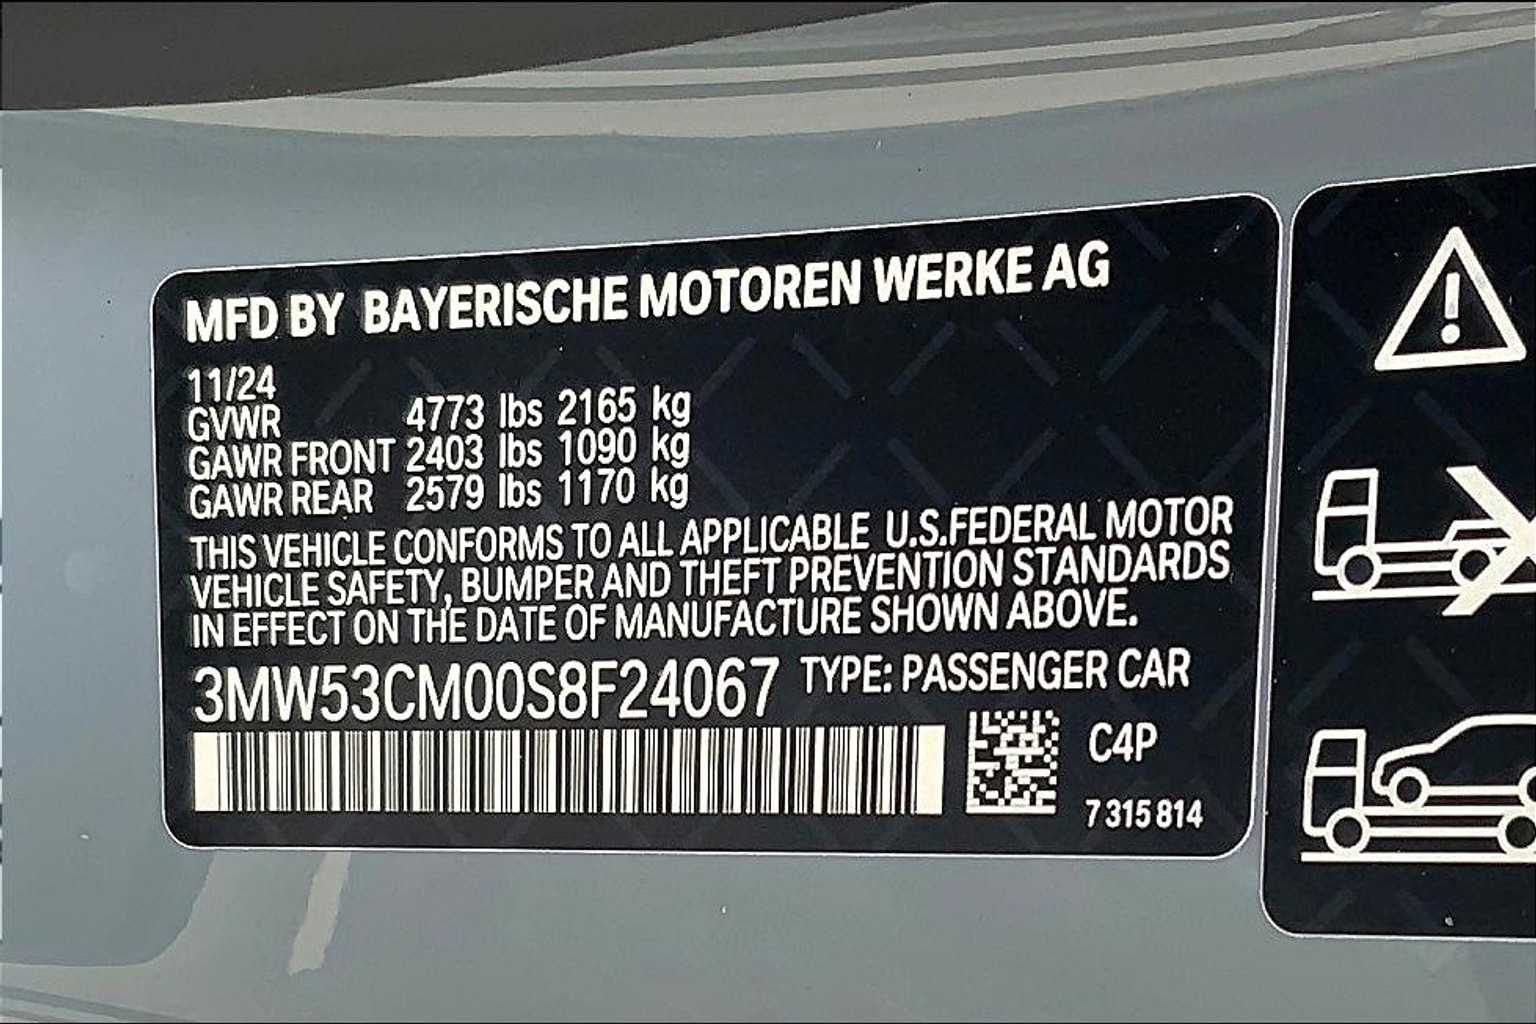 MFD BY BAYERISCHE MOTOREN WERKE AG
11/24
GVWR 4773 lbs 2165 kg
GAWR FRONT 2403 lbs 1090 kg
GAWR REAR 2579 lbs 1170 kg
THIS VEHICLE CONFORMS TO ALL APPLICABLE U.S.FEDERAL MOTOR
VEHICLE SAFETY, BUMPER AND THEFT PREVENTION STANDARDS
IN EFFECT ON THE DATE OF MANUFACTURE SHOWN ABOVE.
3MW53CM00S8F24067 TYPE: PASSENGER CAR
C4P
7 315 814